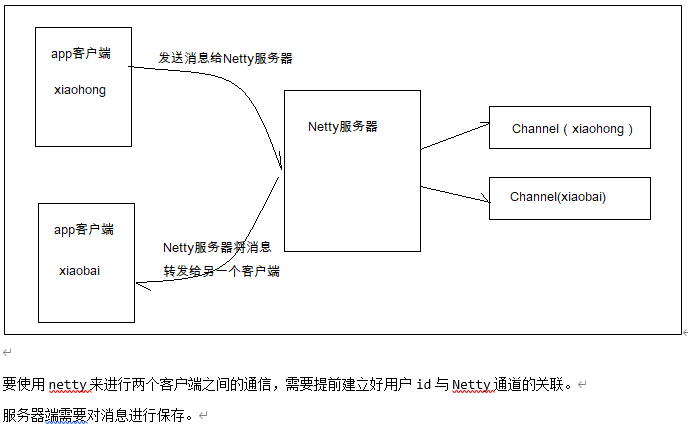 app客户端
xiaohong
发送消息给Netty服务器
Netty服务器
Channel（xiaohong）
Channel(xiaobai)
app客户端
xiaobai
Netty服务器将消息
转发给另一个客户端
要使用 netty 来进行两个客户端之间的通信，需要提前建立好用户 id 与 Netty 通道的关联。
服务器端需要对消息进行保存。